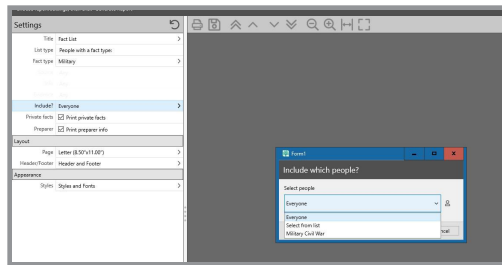 Settings
Title Fact List
List type People with a fact type:
Fact type Military
Include? Everyone
Private facts Print private facts
Preparer Print preparer info
Layout
Page Letter (8.50"x11.00")
Header/Footer Header and Footer
Appearance
Styles Styles and Fonts
Form1
Include which people?
Select people
Everyone
Everyone
Select from list
Military Civil War